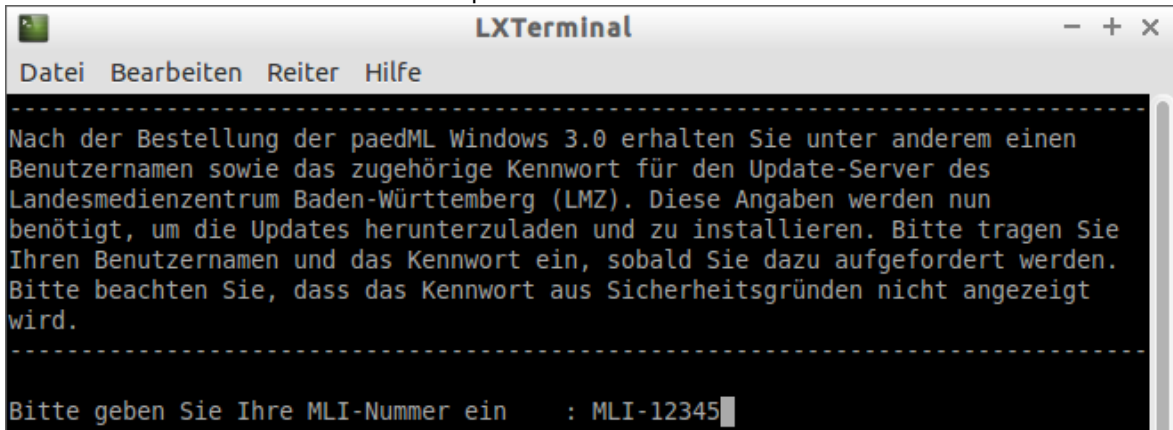 LXTerminal
Datei Bearbeiten Reiter Hilfe
--------------------------------------------------------------------------------
Nach der Bestellung der paedML Windows 3.0 erhalten Sie unter anderem einen
Benutzernamen sowie das zugehörige Kennwort für den Update-Server des
Landesmedienzentrum Baden-Württemberg (LMZ). Diese Angaben werden nun
benötigt, um die Updates herunterzuladen und zu installieren. Bitte tragen Sie
Ihren Benutzernamen und das Kennwort ein, sobald Sie dazu aufgefordert werden.
Bitte beachten Sie, dass das Kennwort aus Sicherheitsgründen nicht angezeigt
wird.
--------------------------------------------------------------------------------
Bitte geben Sie Ihre MLI-Nummer ein    : MLI-12345